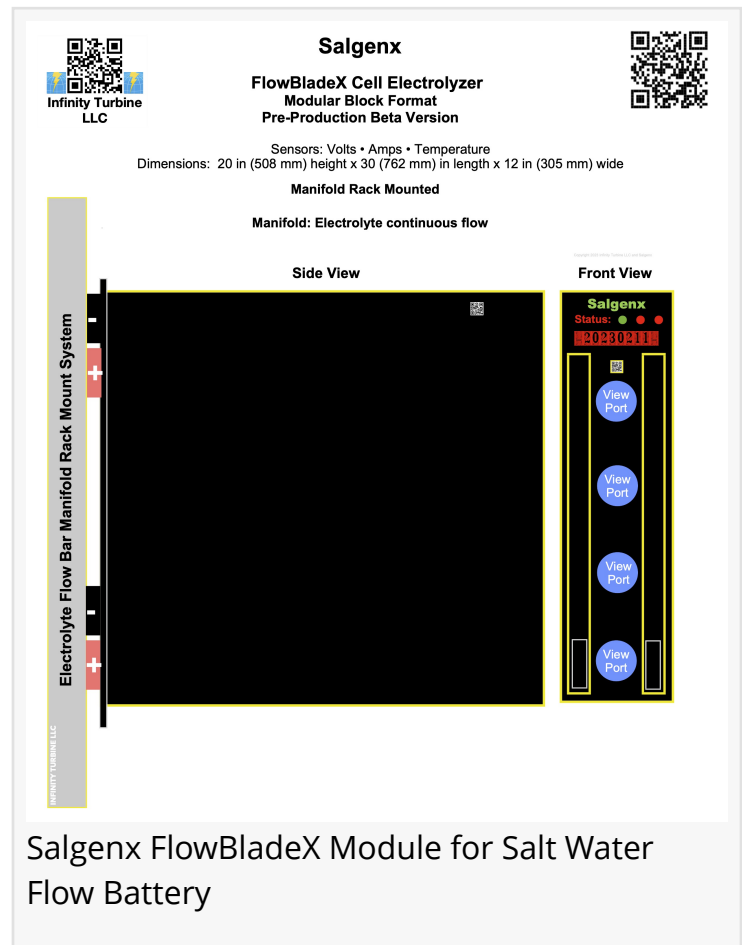 Salgenx
Infinity Turbine
LLC
FlowBladeX Cell Electrolyzer
Modular Block Format
Pre-Production Beta Version
Sensors: Volts • Amps • Temperature
Dimensions: 20 in (508 mm) height x 30 (762 mm) in length x 12 in (305 mm) wide
Manifold Rack Mounted
Manifold: Electrolyte continuous flow
Side View
Front View
Electrolyte Flow Bar Manifold Rack Mount System
INFINITY TURBINE LLC
-
+
-
+
Salgenx
Status:
20230211
View
Port
View
Port
View
Port
View
Port
Salgenx FlowBladeX Module for Salt Water
Flow Battery